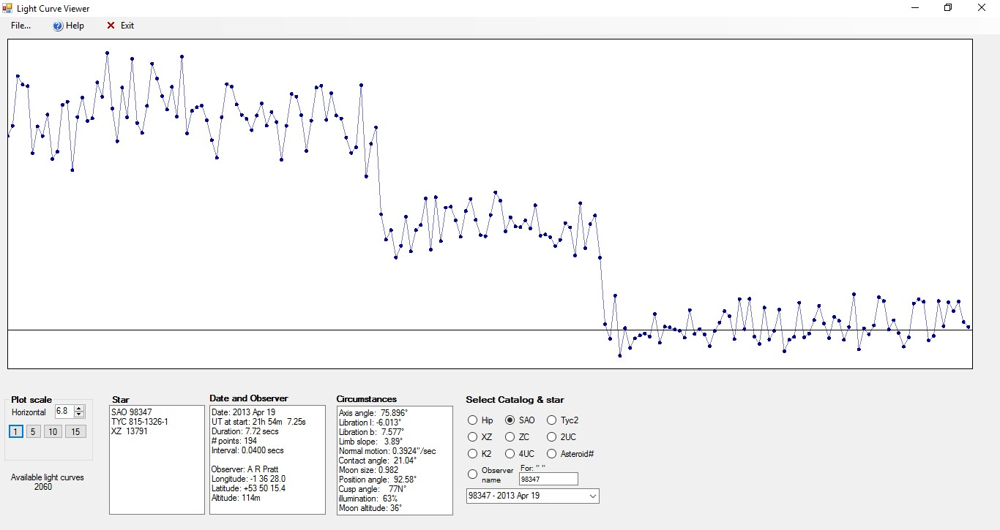 Light Curve Viewer
File... Help Exit
Plot scale
Horizontal 6.8
1 5 10 15
Available light curves
2060
Star
SAO 98347
TYC 815-1326-1
XZ 13791
Date and Observer
Date: 2013 Apr 19
UT at start: 21h 54m 7.25s
Duration: 7.72 secs
# points: 194
Interval: 0.0400 secs
Observer: A R Pratt
Longitude: -1 36 28.0
Latitude: +53 50 15.4
Altitude: 114m
Circumstances
Axis angle: 75.896°
Libration l: -6.013°
Libration b: 7.577°
Limb slope: 3.89°
Normal motion: 0.3924"/sec
Contact angle: 21.04°
Moon size: 0.982
Position angle: 92.58°
Cusp angle: 77N°
illumination: 63%
Moon altitude: 36°
Select Catalog & star
Hip SAO Tyc2
XZ ZC 2UC
K2 4UC Asteroid#
Observer name For: " "
98347
98347 - 2013 Apr 19